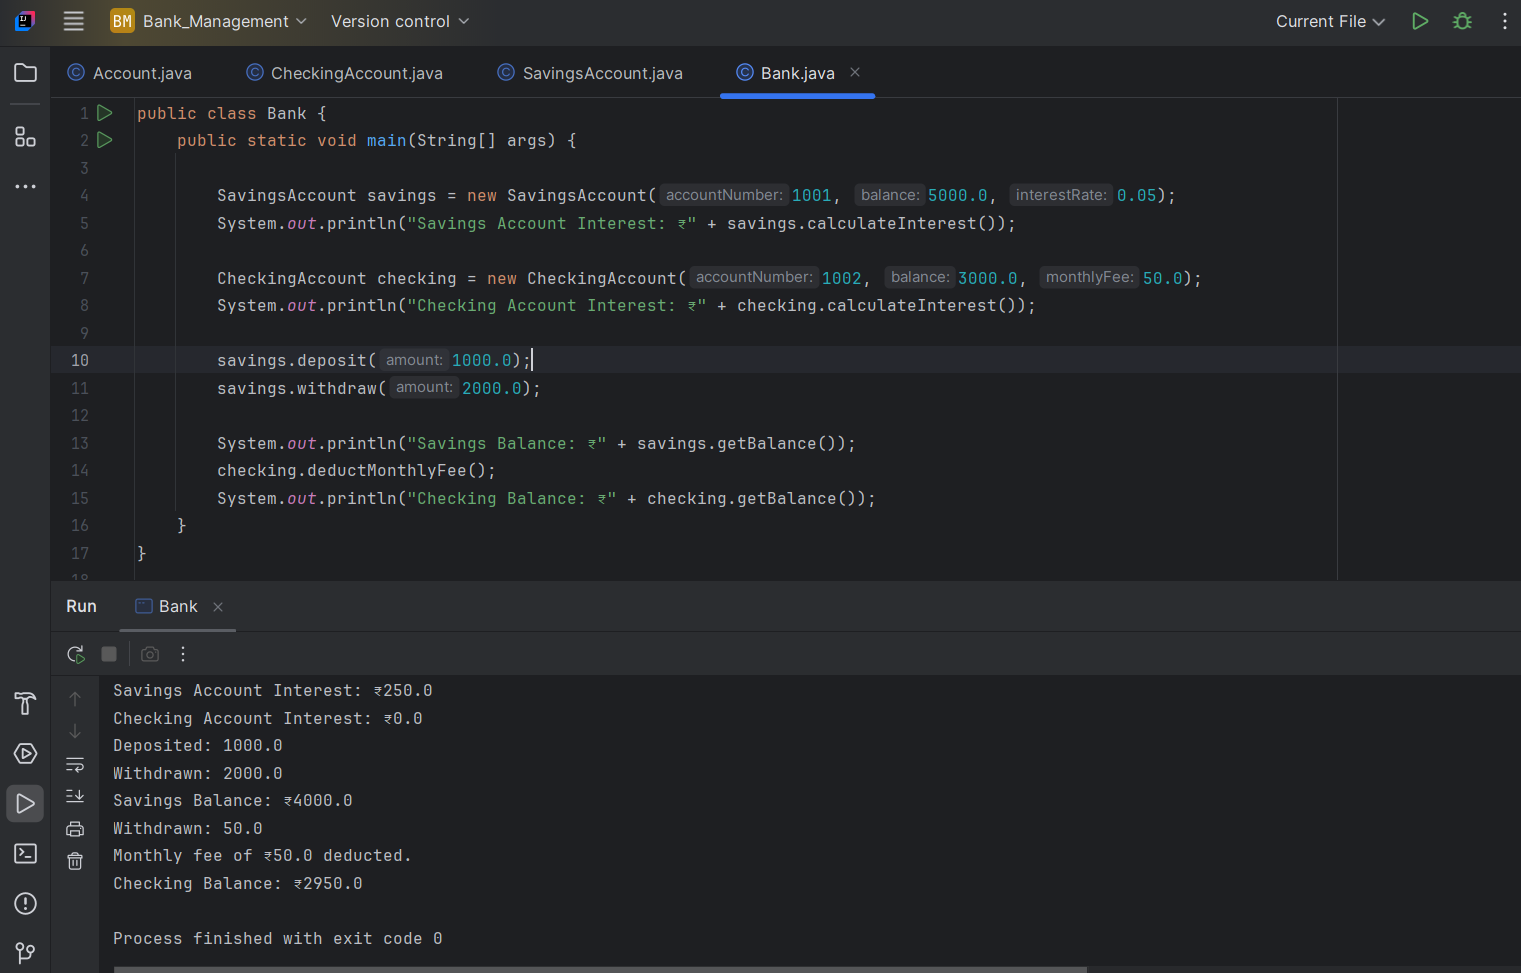 BM Bank_Management Version control Current File
Account.java CheckingAccount.java SavingsAccount.java Bank.java
1 public class Bank {
2 public static void main(String[] args) {
3
4 SavingsAccount savings = new SavingsAccount( accountNumber: 1001, balance: 5000.0, interestRate: 0.05);
5 System.out.println("Savings Account Interest: ₹" + savings.calculateInterest());
6
7 CheckingAccount checking = new CheckingAccount( accountNumber: 1002, balance: 3000.0, monthlyFee: 50.0);
8 System.out.println("Checking Account Interest: ₹" + checking.calculateInterest());
9
10 savings.deposit( amount: 1000.0);
11 savings.withdraw( amount: 2000.0);
12
13 System.out.println("Savings Balance: ₹" + savings.getBalance());
14 checking.deductMonthlyFee();
15 System.out.println("Checking Balance: ₹" + checking.getBalance());
16 }
17 }
18
Run Bank
Savings Account Interest: ₹250.0
Checking Account Interest: ₹0.0
Deposited: 1000.0
Withdrawn: 2000.0
Savings Balance: ₹4000.0
Withdrawn: 50.0
Monthly fee of ₹50.0 deducted.
Checking Balance: ₹2950.0
Process finished with exit code 0